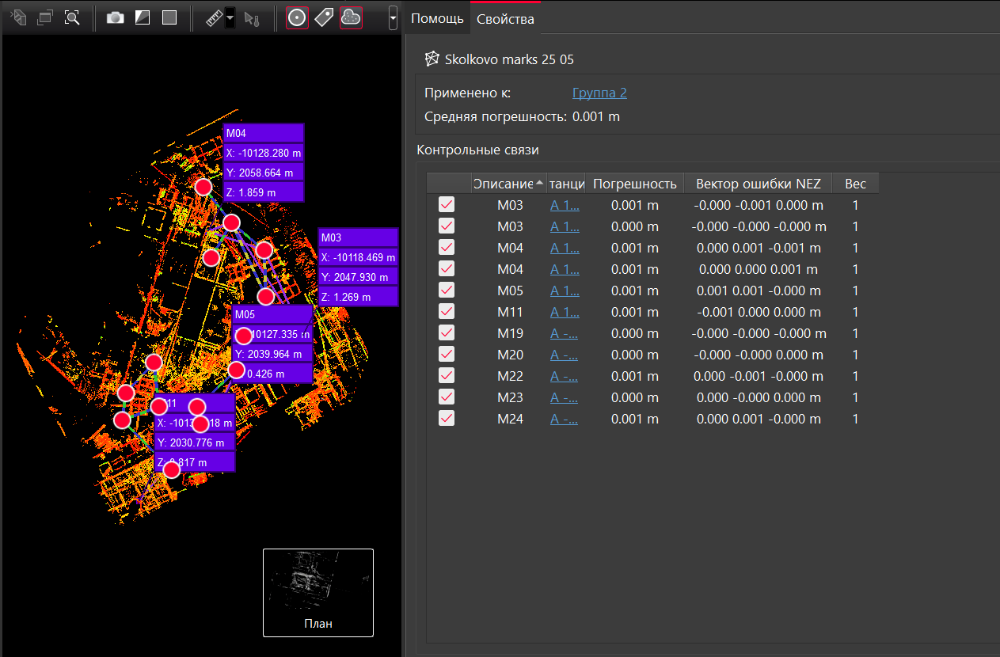 Помощь
Свойства
Skolkovo marks 25 05
Применено к: Группа 2
Средняя погрешность: 0.001 m
Контрольные связи
Описание танци Погрешность Вектор ошибки NEZ Вес
M03 A 1... 0.001 m -0.000 -0.001 0.000 m 1
M03 A 1... 0.000 m -0.000 -0.000 -0.000 m 1
M04 A 1... 0.001 m 0.000 0.001 -0.001 m 1
M04 A 1... 0.001 m 0.000 0.000 0.001 m 1
M05 A 1... 0.001 m 0.001 0.001 -0.000 m 1
M11 A 1... 0.001 m -0.001 0.000 0.000 m 1
M19 A -... 0.000 m -0.000 -0.000 -0.000 m 1
M20 A -... 0.000 m -0.000 -0.000 0.000 m 1
M22 A -... 0.001 m 0.000 -0.001 -0.000 m 1
M23 A -... 0.000 m 0.000 -0.000 0.000 m 1
M24 A -... 0.001 m 0.000 0.001 -0.000 m 1
M04
X: -10128.280 m
Y: 2058.664 m
Z: 1.859 m
M03
X: -10118.469 m
Y: 2047.930 m
Z: 1.269 m
M05
10127.335 m
Y: 2039.964 m
0.426 m
11
X: -1013 18 m
Y: 2030.776 m
Z: .817 m
План